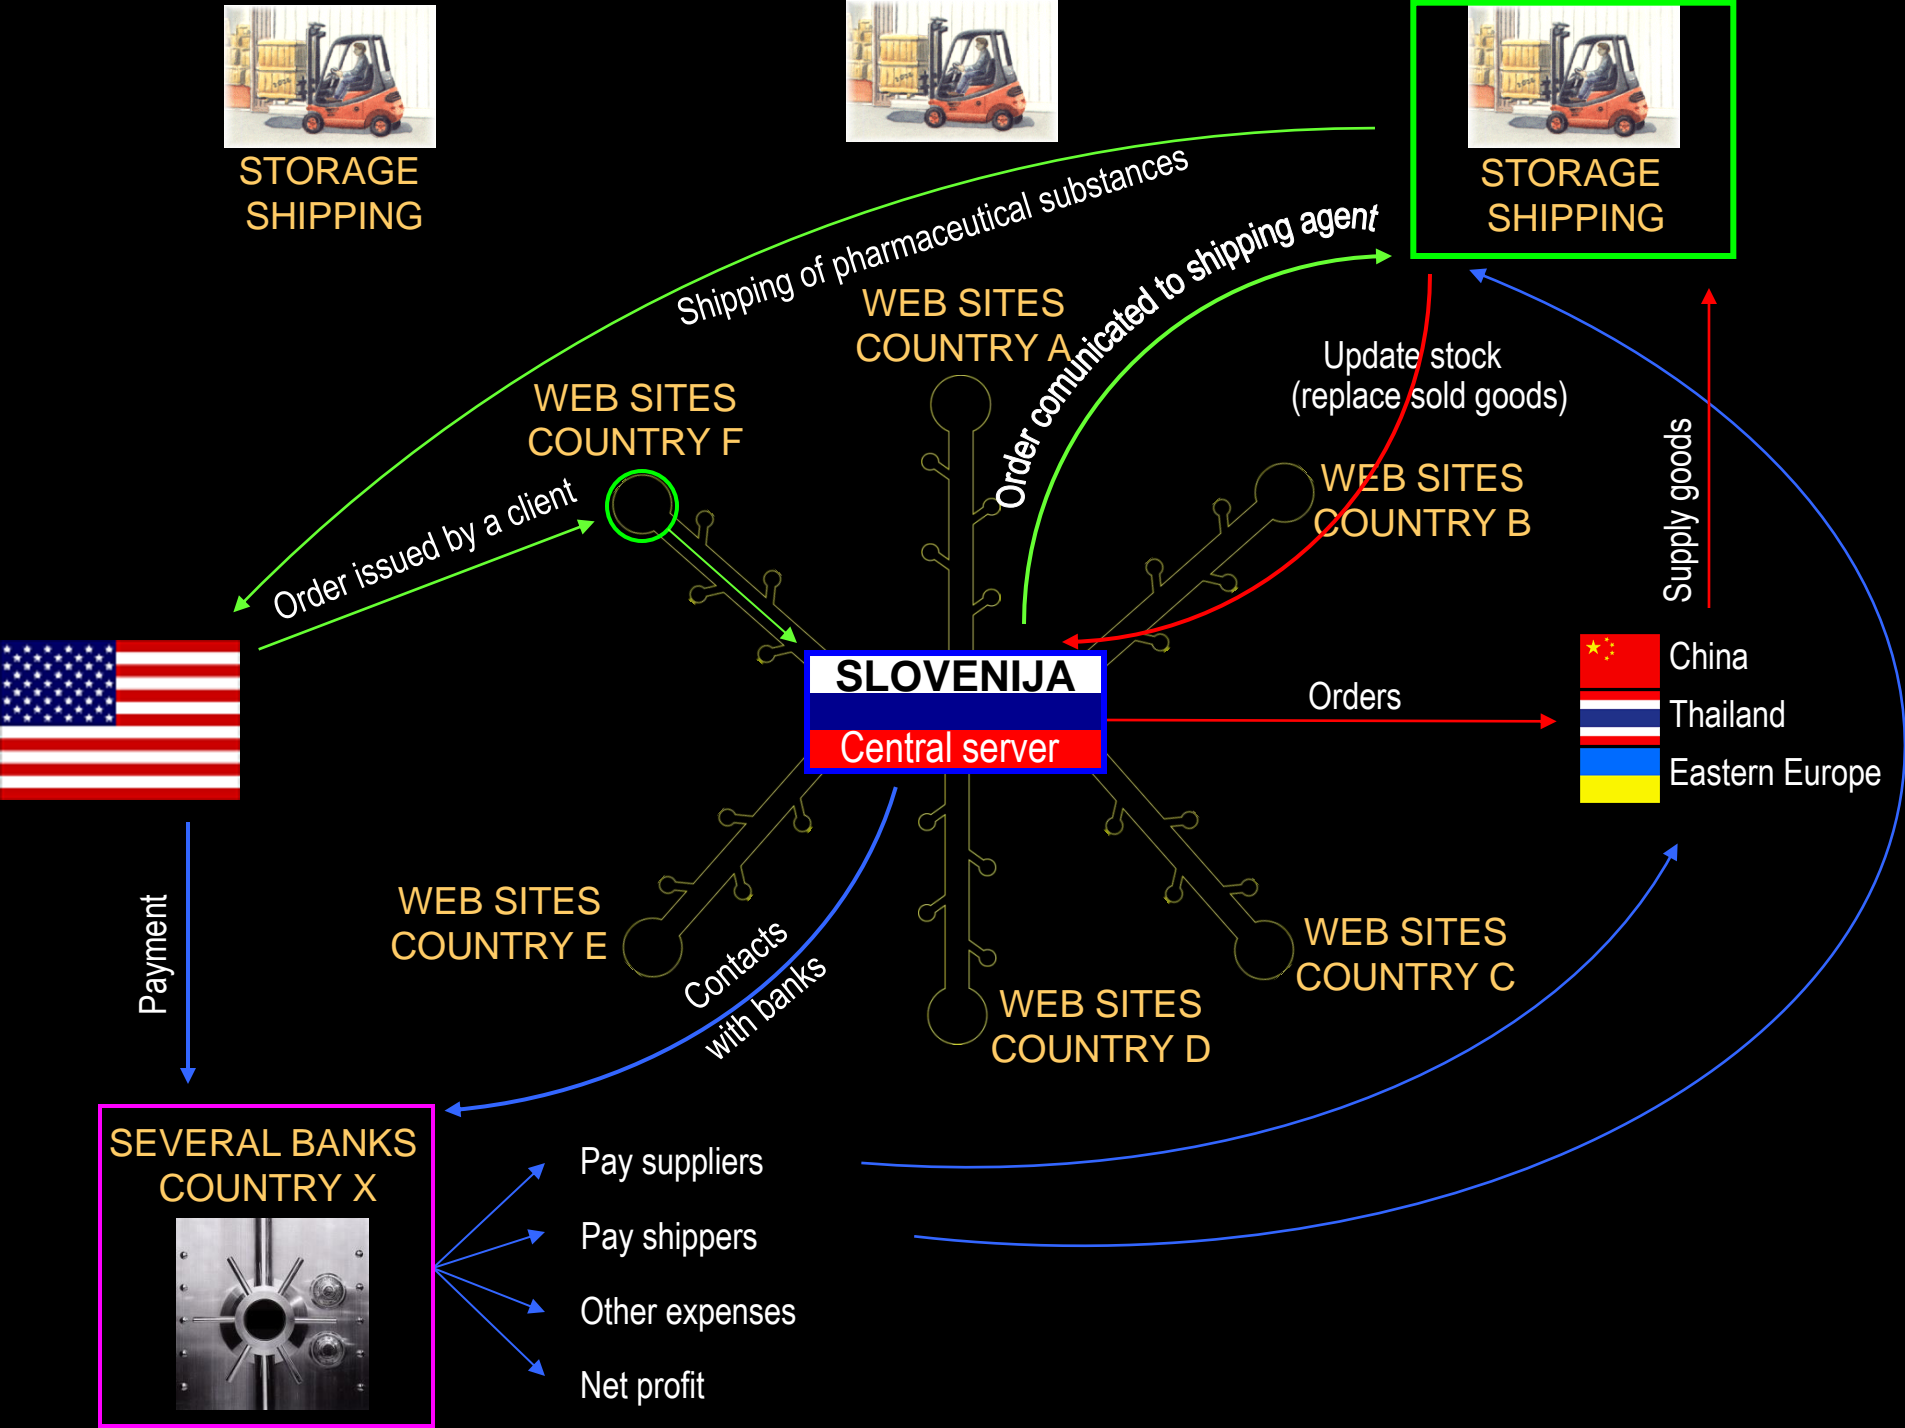 STORAGE
SHIPPING
STORAGE
SHIPPING
Shipping of pharmaceutical substances
Order comunicated to shipping agent
WEB SITES
COUNTRY A
Update stock
(replace sold goods)
WEB SITES
COUNTRY F
Order issued by a client
WEB SITES
COUNTRY B
Supply goods
SLOVENIJA
Central server
Orders
China
Thailand
Eastern Europe
Payment
WEB SITES
COUNTRY E
Contacts
with banks
WEB SITES
COUNTRY C
WEB SITES
COUNTRY D
SEVERAL BANKS
COUNTRY X
Pay suppliers
Pay shippers
Other expenses
Net profit